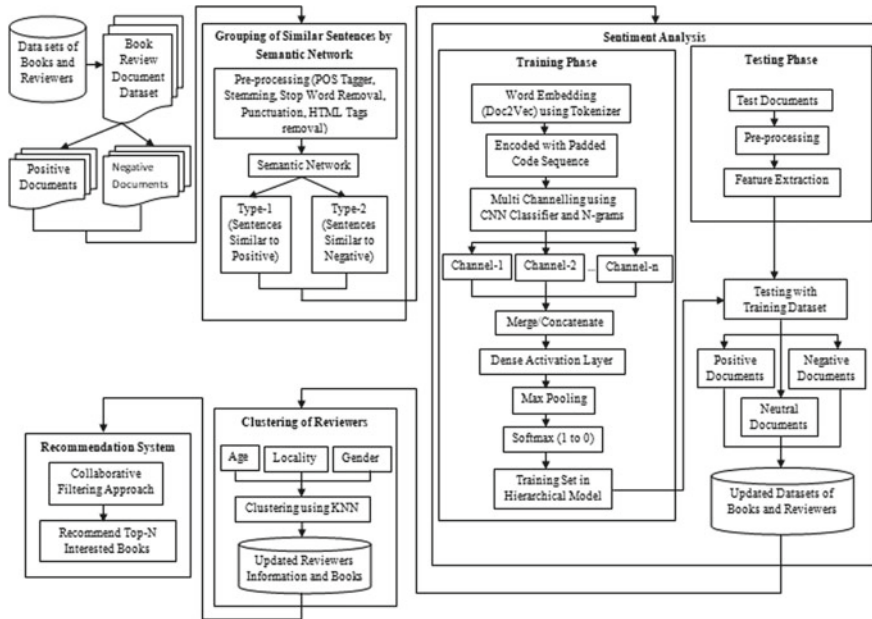 Data sets of
Books and
Reviewers
Book
Review
Document
Dataset
Positive
Documents
Negative
Documents
Grouping of Similar Sentences by
Semantic Network
Pre-processing (POS Tagger,
Stemming, Stop Word Removal,
Punctuation, HTML Tags
removal)
Semantic Network
Type-1
(Sentences
Similar to
Positive)
Type-2
(Sentences
Similar to
Negative)
Sentiment Analysis
Training Phase
Word Embedding
(Doc2Vec) using Tokenizer
Encoded with Padded
Code Sequence
Multi Channelling using
CNN Classifier and N-grams
Channel-1
Channel-2
...
Channel-n
Merge/Concatenate
Dense Activation Layer
Max Pooling
Softmax (1 to 0)
Training Set in
Hierarchical Model
Testing Phase
Test Documents
Pre-processing
Feature Extraction
Testing with
Training Dataset
Positive
Documents
Negative
Documents
Neutral
Documents
Updated Datasets of
Books and Reviewers
Clustering of Reviewers
Age
Locality
Gender
Clustering using KNN
Updated Reviewers
Information and Books
Recommendation System
Collaborative
Filtering Approach
Recommend Top-N
Interested Books